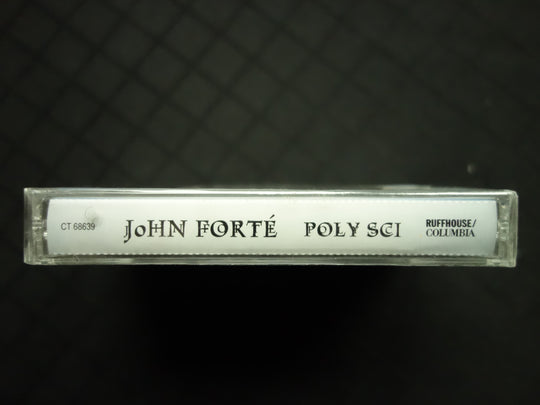 CT 68639 JOHN FORTÉ POLY SCI RUFFHOUSE/
COLUMBIA